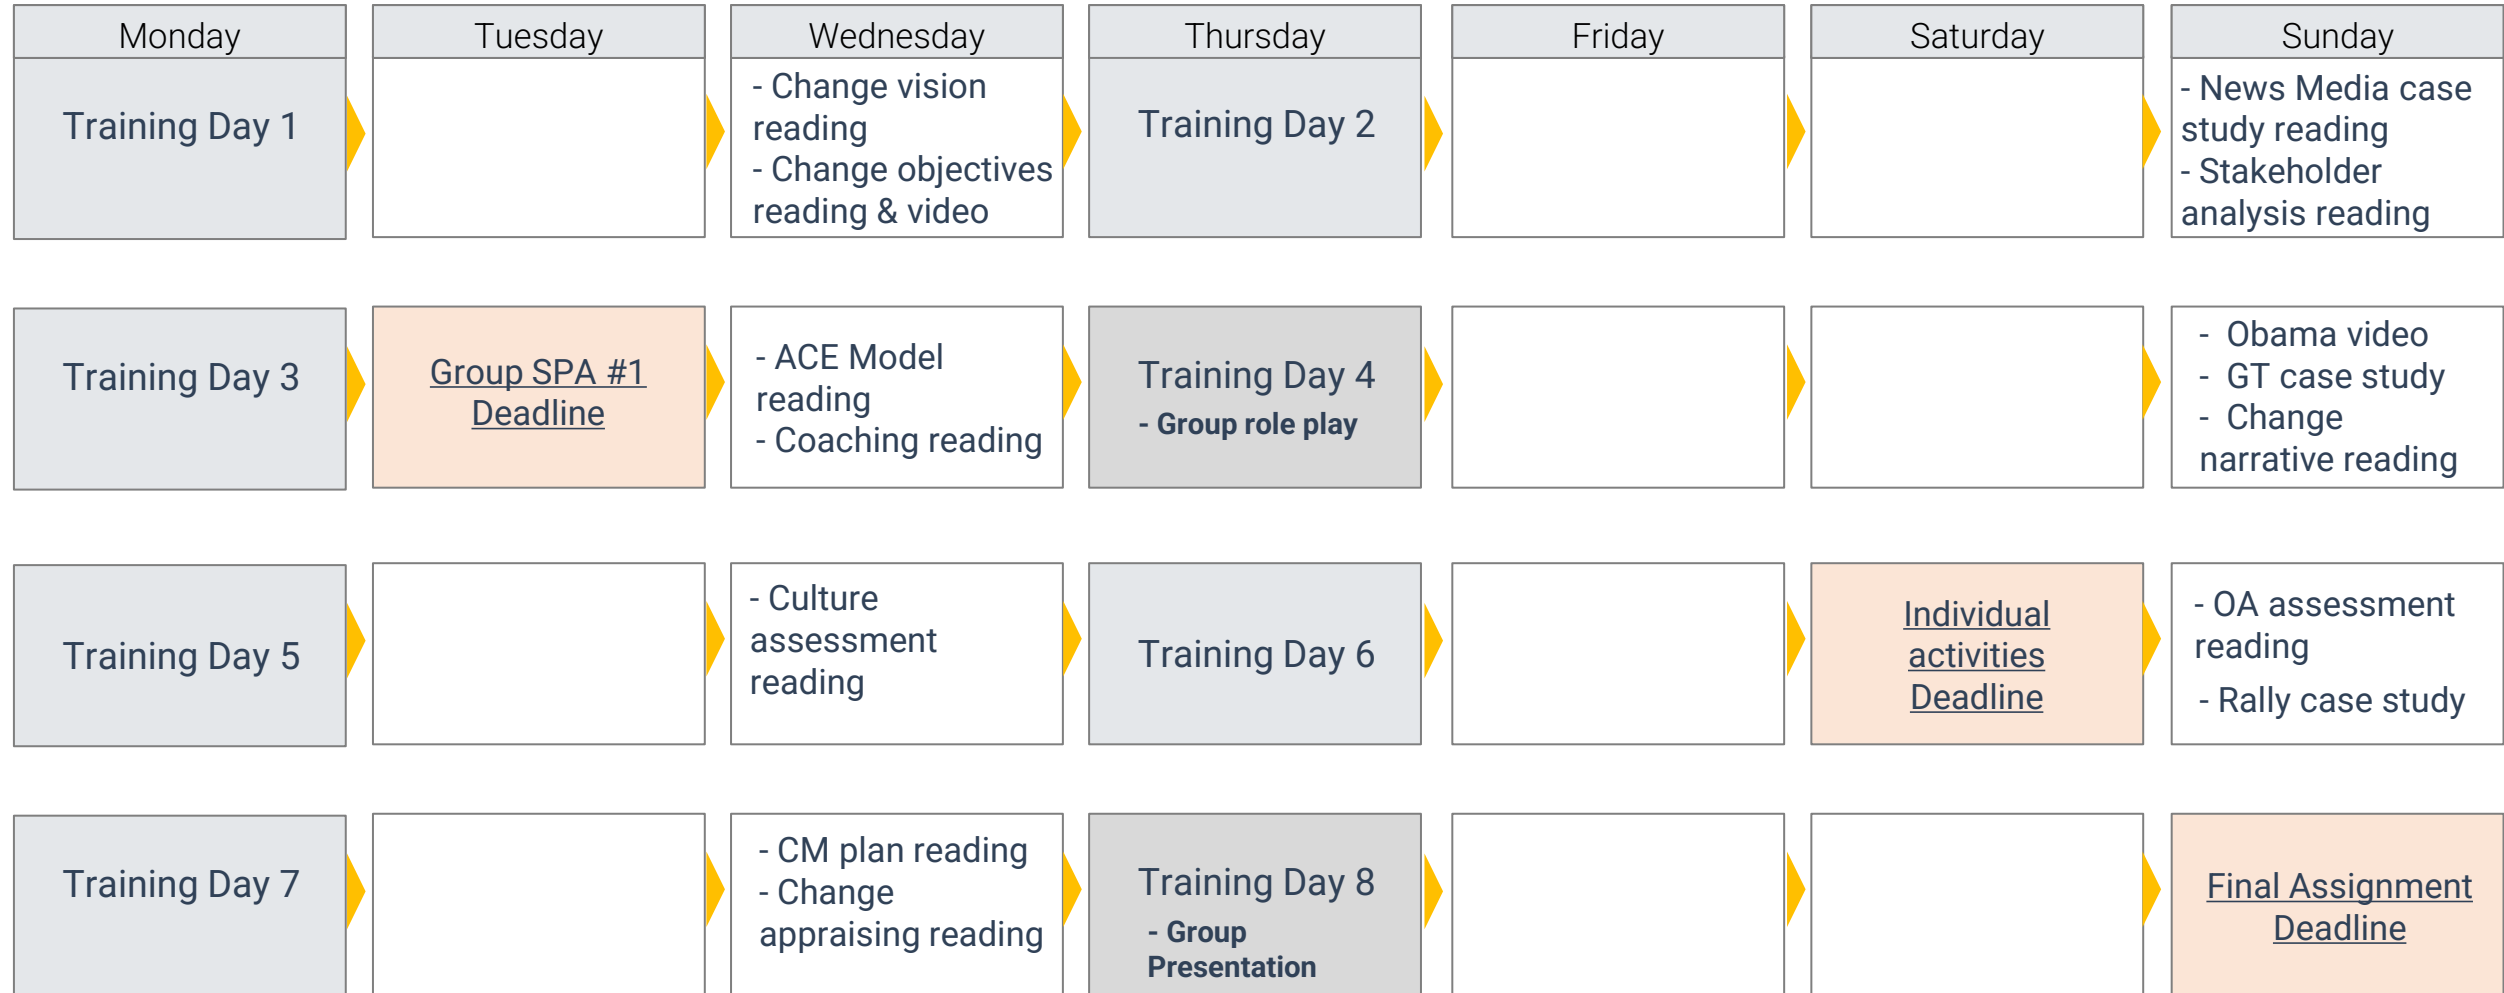 Monday
Tuesday
Wednesday
Thursday
Friday
Saturday
Sunday
Training Day 1
- Change vision
reading
- Change objectives
reading & video
Training Day 2
- News Media case
study reading
- Stakeholder
analysis reading
Training Day 3
Group SPA #1
Deadline
- ACE Model
reading
- Coaching reading
Training Day 4
- Group role play
- Obama video
- GT case study
- Change
narrative reading
Training Day 5
- Culture
assessment
reading
Training Day 6
Individual
activities
Deadline
- OA assessment
reading
- Rally case study
Training Day 7
- CM plan reading
- Change
appraising reading
Training Day 8
- Group
Presentation
Final Assignment
Deadline